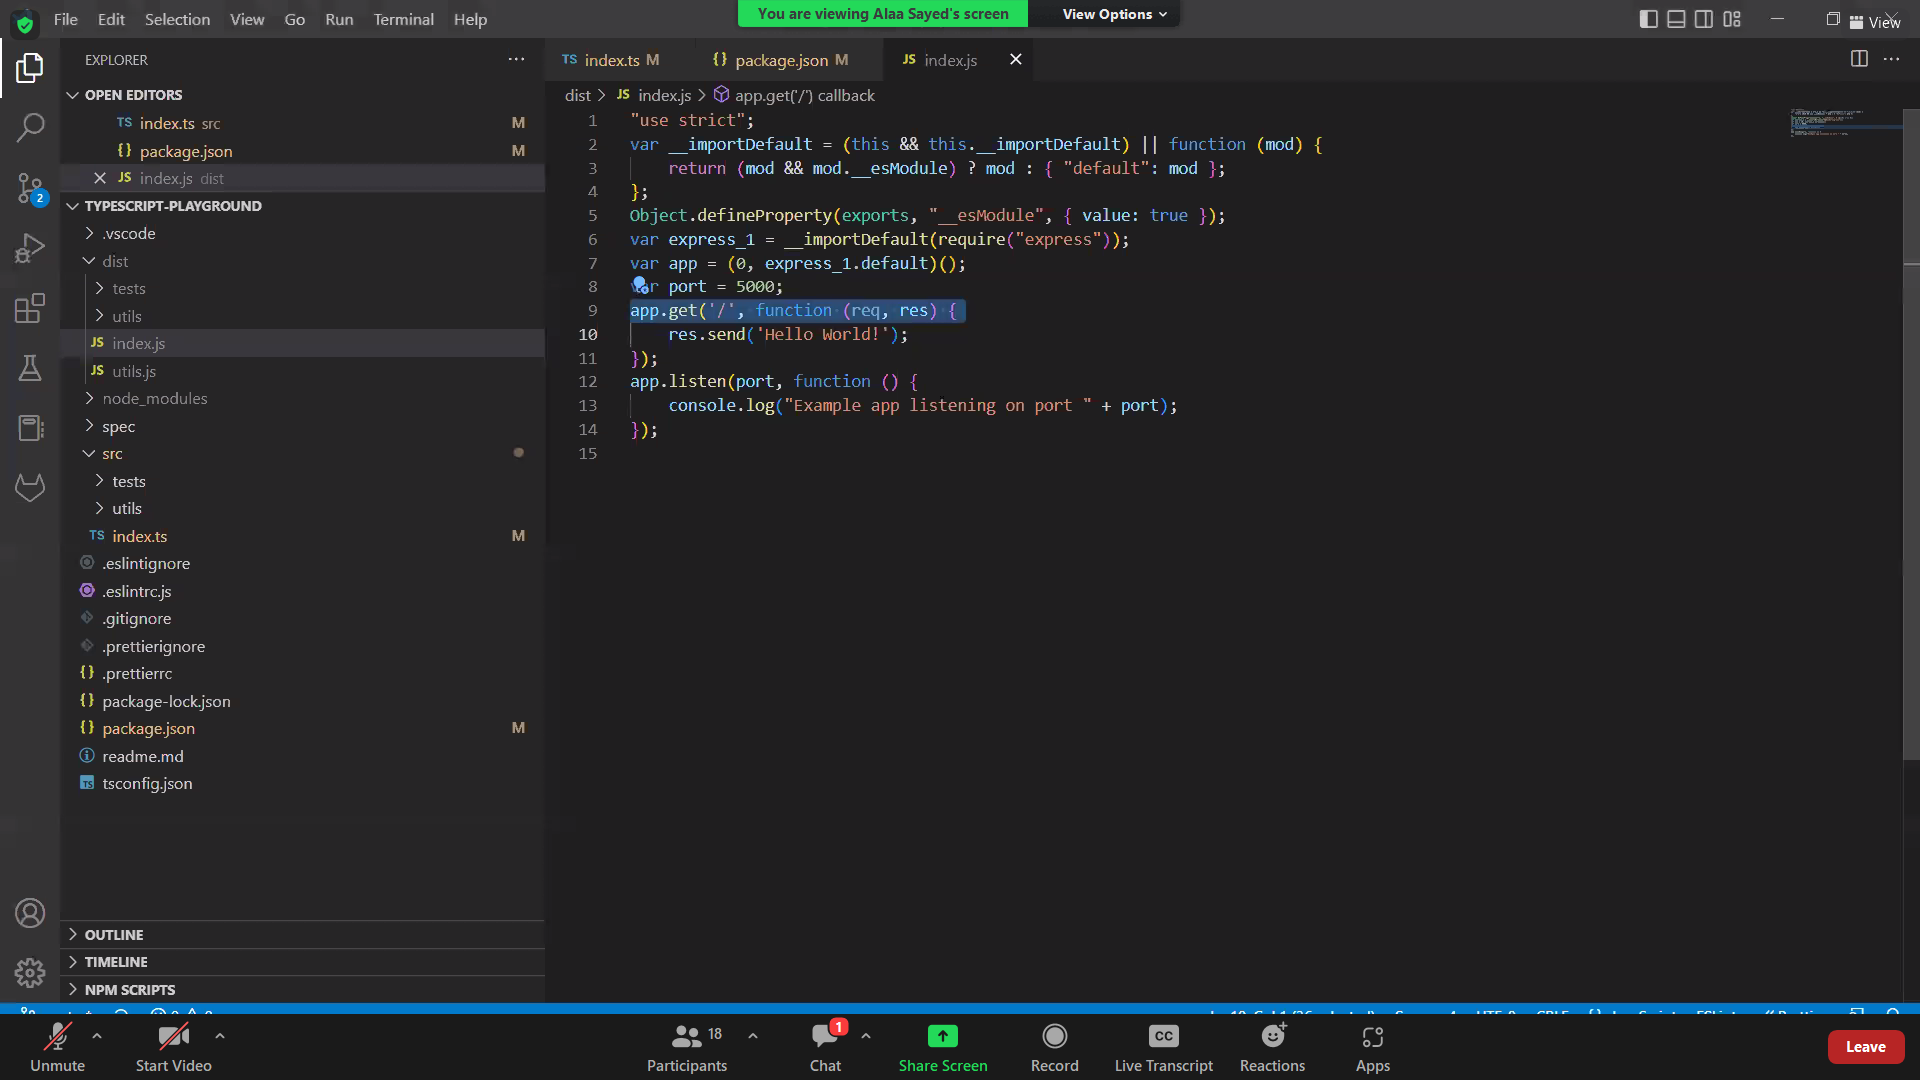 File Edit Selection View Go Run Terminal Help
You are viewing Alaa Sayed's screen
View Options
View
EXPLORER
OPEN EDITORS
TS index.ts src M
{} package.json M
JS index.js dist
TYPESCRIPT-PLAYGROUND
.vscode
dist
tests
utils
JS index.js
JS utils.js
node_modules
spec
src
tests
utils
TS index.ts M
.eslintignore
.eslintrc.js
.gitignore
.prettierignore
{} .prettierrc
{} package-lock.json
{} package.json M
readme.md
TS tsconfig.json
OUTLINE
TIMELINE
NPM SCRIPTS
2
TS index.ts M
{} package.json M
JS index.js
dist > JS index.js > app.get('/') callback
1 "use strict";
2 var __importDefault = (this && this.__importDefault) || function (mod) {
3 return (mod && mod.__esModule) ? mod : { "default": mod };
4 };
5 Object.defineProperty(exports, "__esModule", { value: true });
6 var express_1 = __importDefault(require("express"));
7 var app = (0, express_1.default)();
8 var port = 5000;
9 app.get('/', function (req, res) {
10 res.send('Hello World!');
11 });
12 app.listen(port, function () {
13 console.log("Example app listening on port " + port);
14 });
15
Unmute
Start Video
18
Participants
1
Chat
Share Screen
Record
CC
Live Transcript
Reactions
Apps
Leave